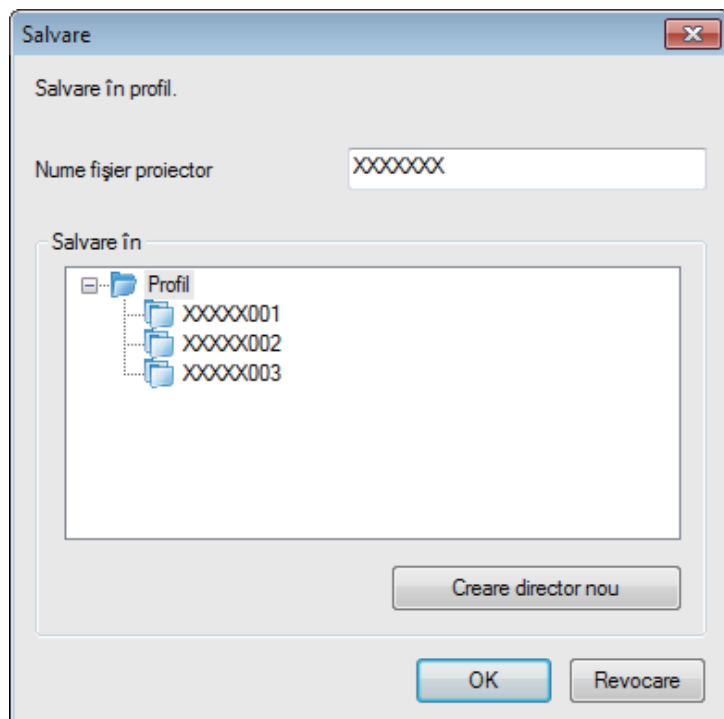 Salvare
Salvare în profil.
Nume fişier proiector XXXXXXX
Salvare în
Profil
XXXXX001
XXXXX002
XXXXX003
Creare director nou
OK Revocare